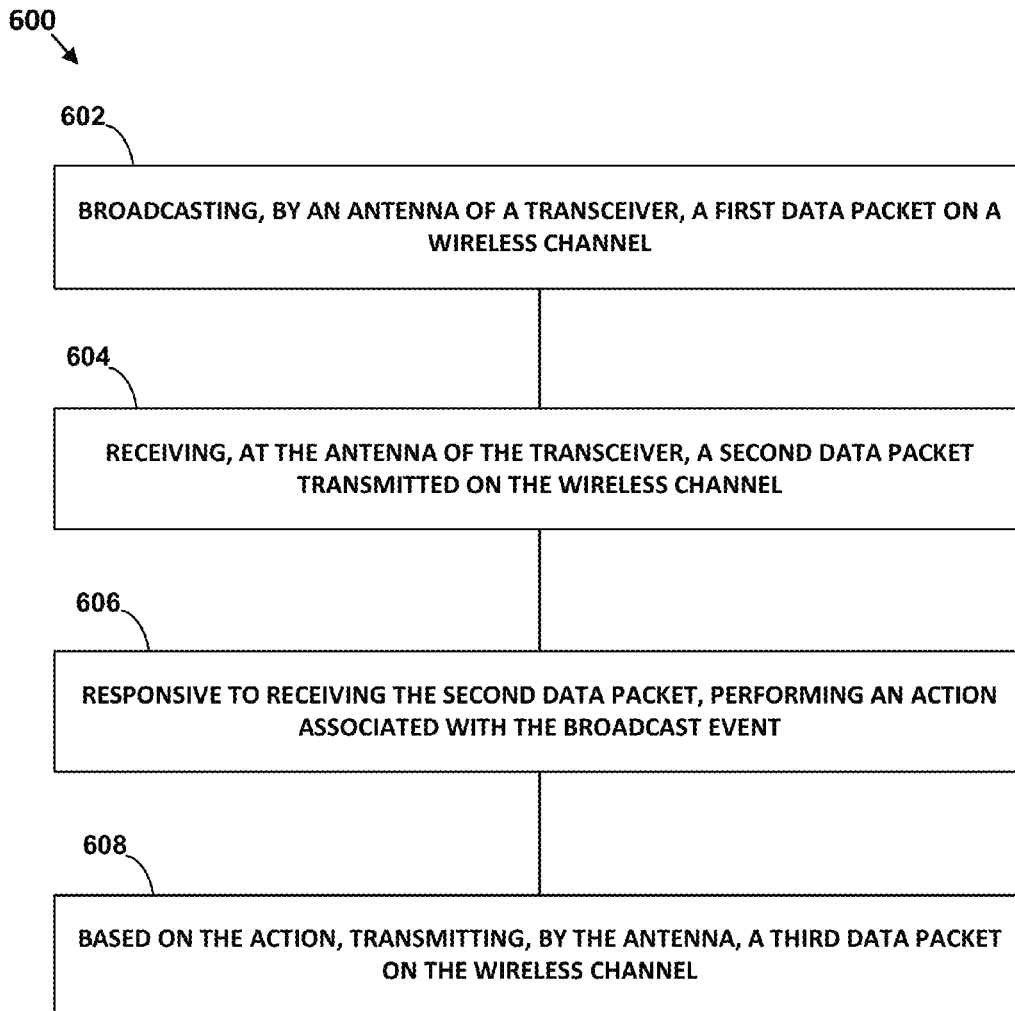 600
602
BROADCASTING, BY AN ANTENNA OF A TRANSCEIVER, A FIRST DATA PACKET ON A
WIRELESS CHANNEL
604
RECEIVING, AT THE ANTENNA OF THE TRANSCEIVER, A SECOND DATA PACKET
TRANSMITTED ON THE WIRELESS CHANNEL
606
RESPONSIVE TO RECEIVING THE SECOND DATA PACKET, PERFORMING AN ACTION
ASSOCIATED WITH THE BROADCAST EVENT
608
BASED ON THE ACTION, TRANSMITTING, BY THE ANTENNA, A THIRD DATA PACKET
ON THE WIRELESS CHANNEL